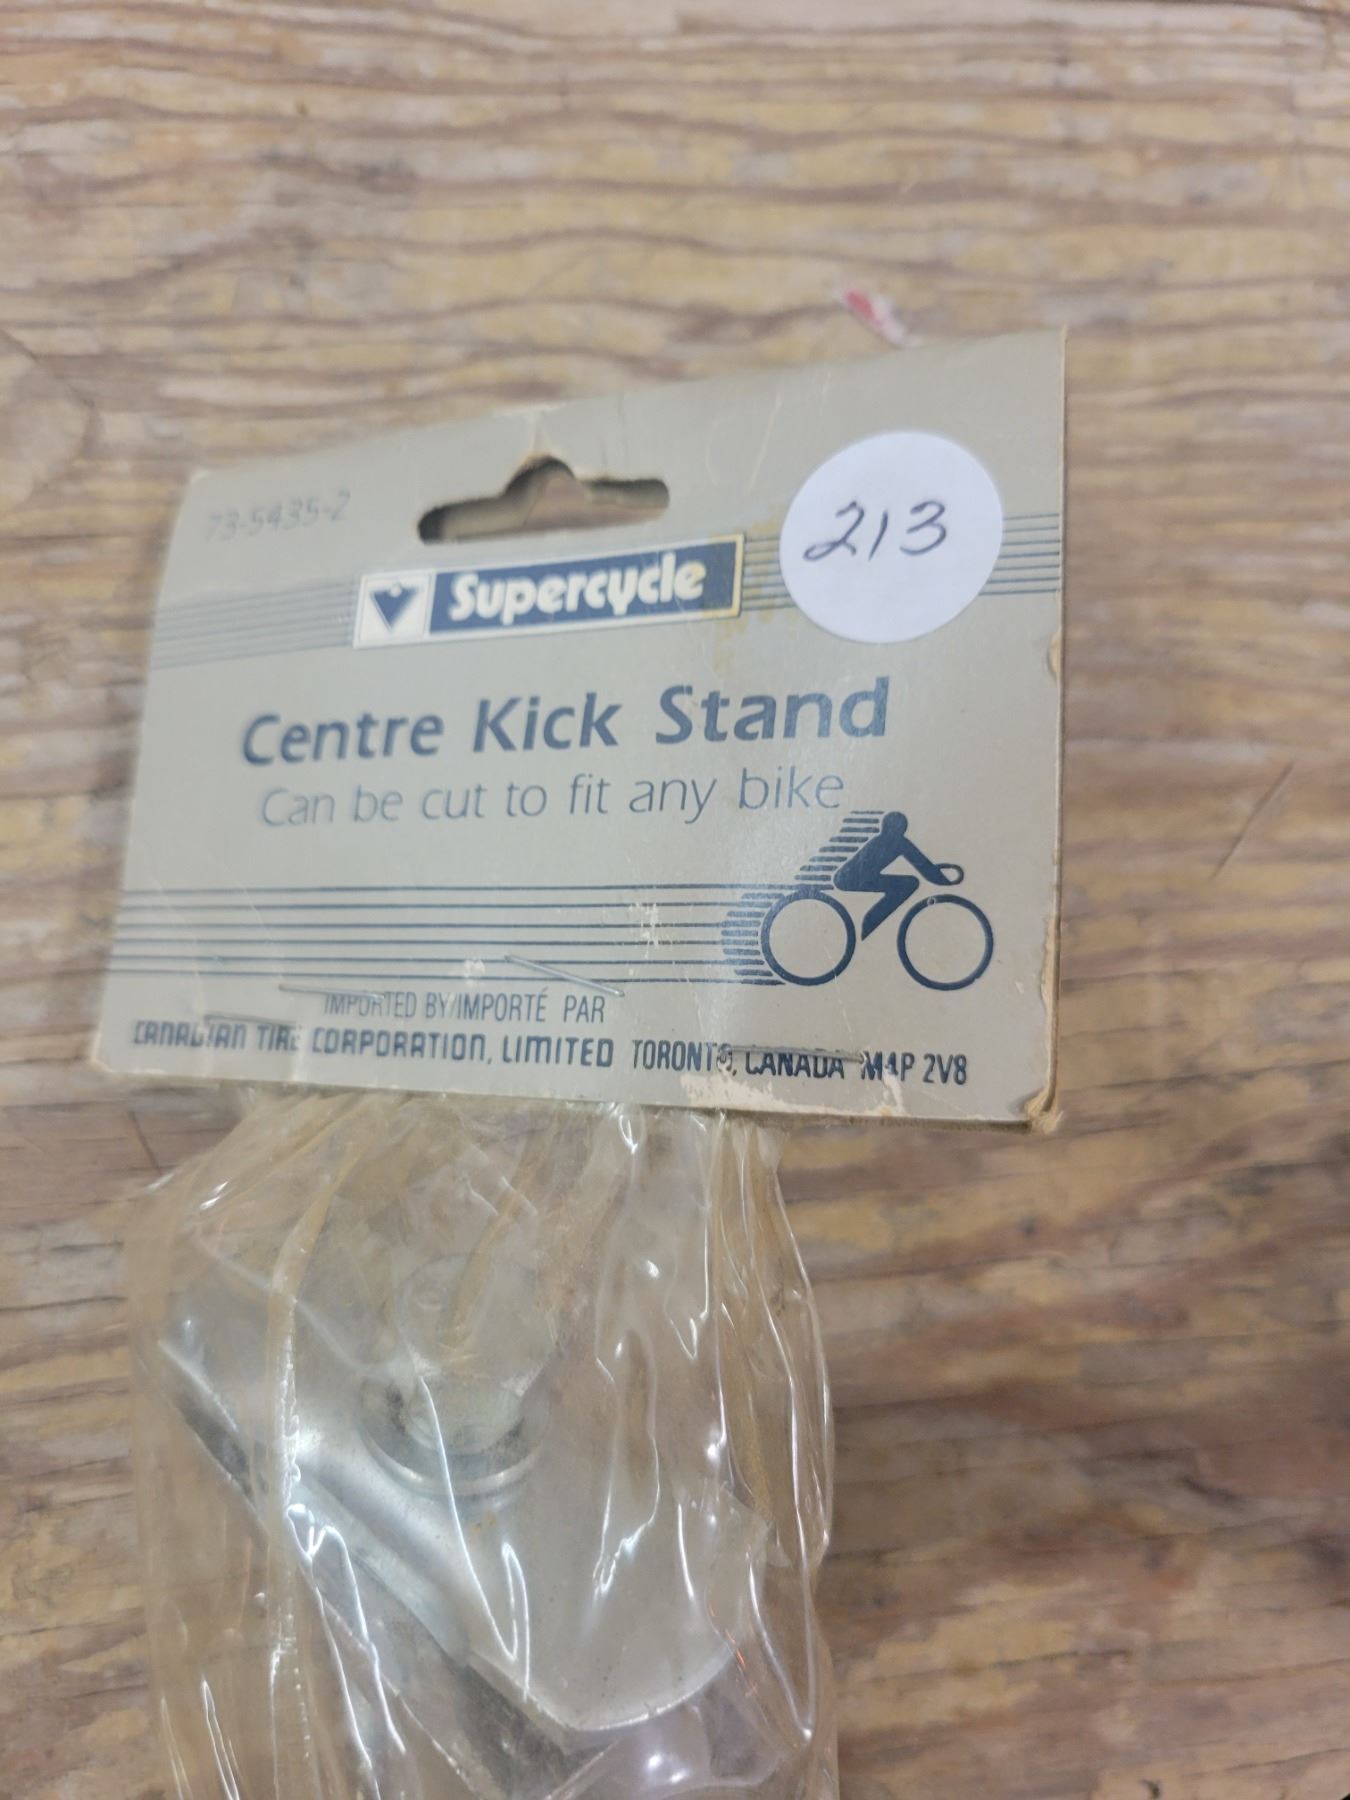 73-5435-2
213
Supercycle
Centre Kick Stand
Can be cut to fit any bike
IMPORTED BY/IMPORTÉ PAR
CANADIAN TIRE CORPORATION, LIMITED TORONTO, CANADA M4P 2V8